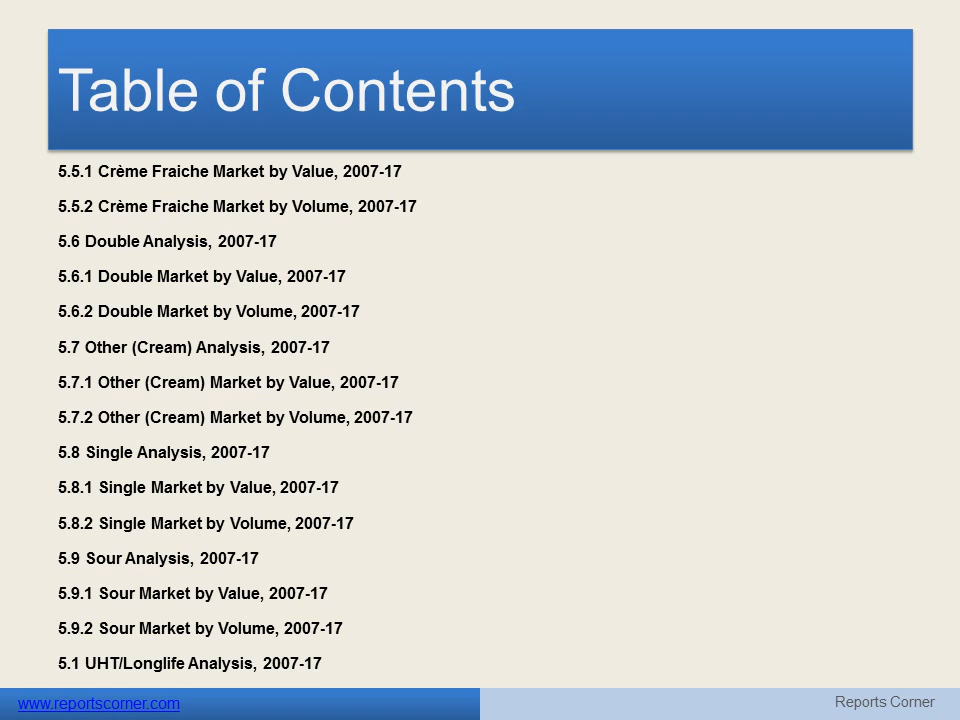 Table of Contents
5.5.1 Crème Fraiche Market by Value, 2007-17
5.5.2 Crème Fraiche Market by Volume, 2007-17
5.6 Double Analysis, 2007-17
5.6.1 Double Market by Value, 2007-17
5.6.2 Double Market by Volume, 2007-17
5.7 Other (Cream) Analysis, 2007-17
5.7.1 Other (Cream) Market by Value, 2007-17
5.7.2 Other (Cream) Market by Volume, 2007-17
5.8 Single Analysis, 2007-17
5.8.1 Single Market by Value, 2007-17
5.8.2 Single Market by Volume, 2007-17
5.9 Sour Analysis, 2007-17
5.9.1 Sour Market by Value, 2007-17
5.9.2 Sour Market by Volume, 2007-17
5.1 UHT/Longlife Analysis, 2007-17
www.reportscorner.com
Reports Corner